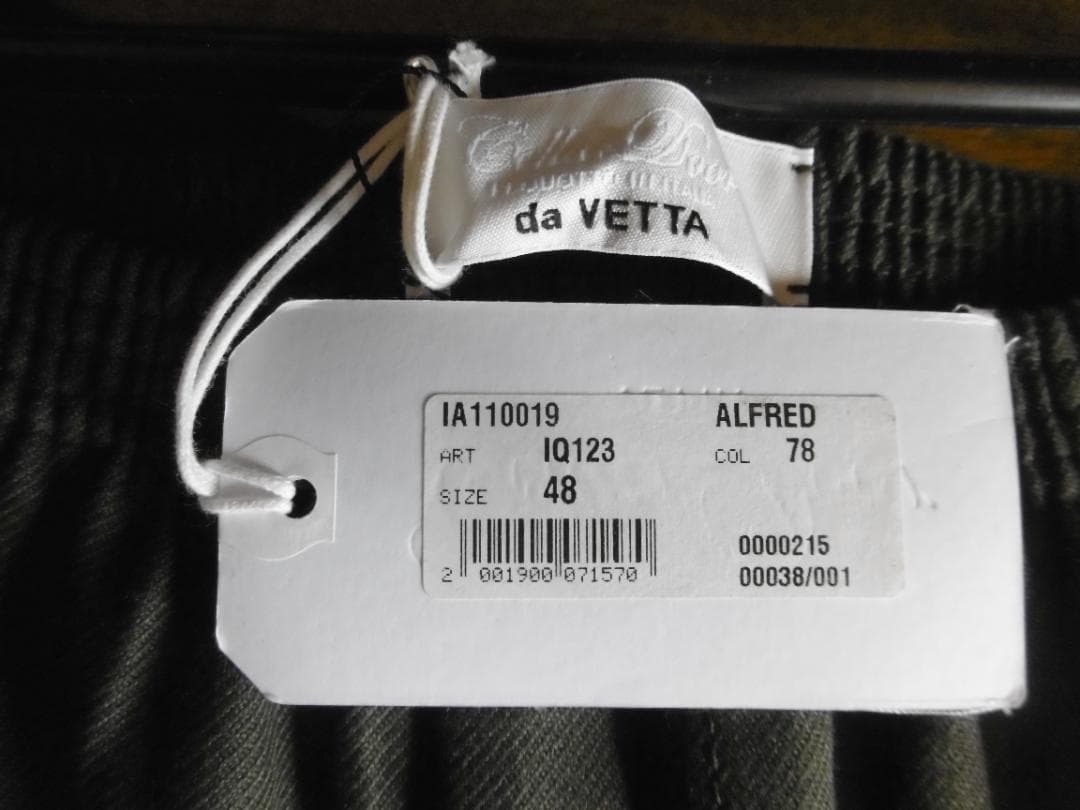 da VETTA
IA110019 ALFRED
ART IQ123 COL 78
SIZE 48
0000215
2 001900 071570 00038/001